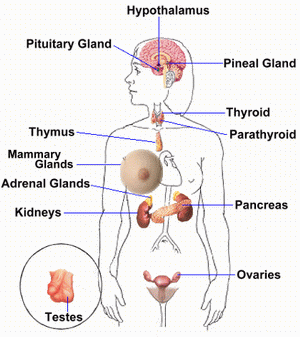 Hypothalamus
Pituitary Gland
Pineal Gland
Thyroid
Parathyroid
Thymus
Mammary
Glands
Adrenal Glands
Kidneys
Pancreas
Ovaries
Testes